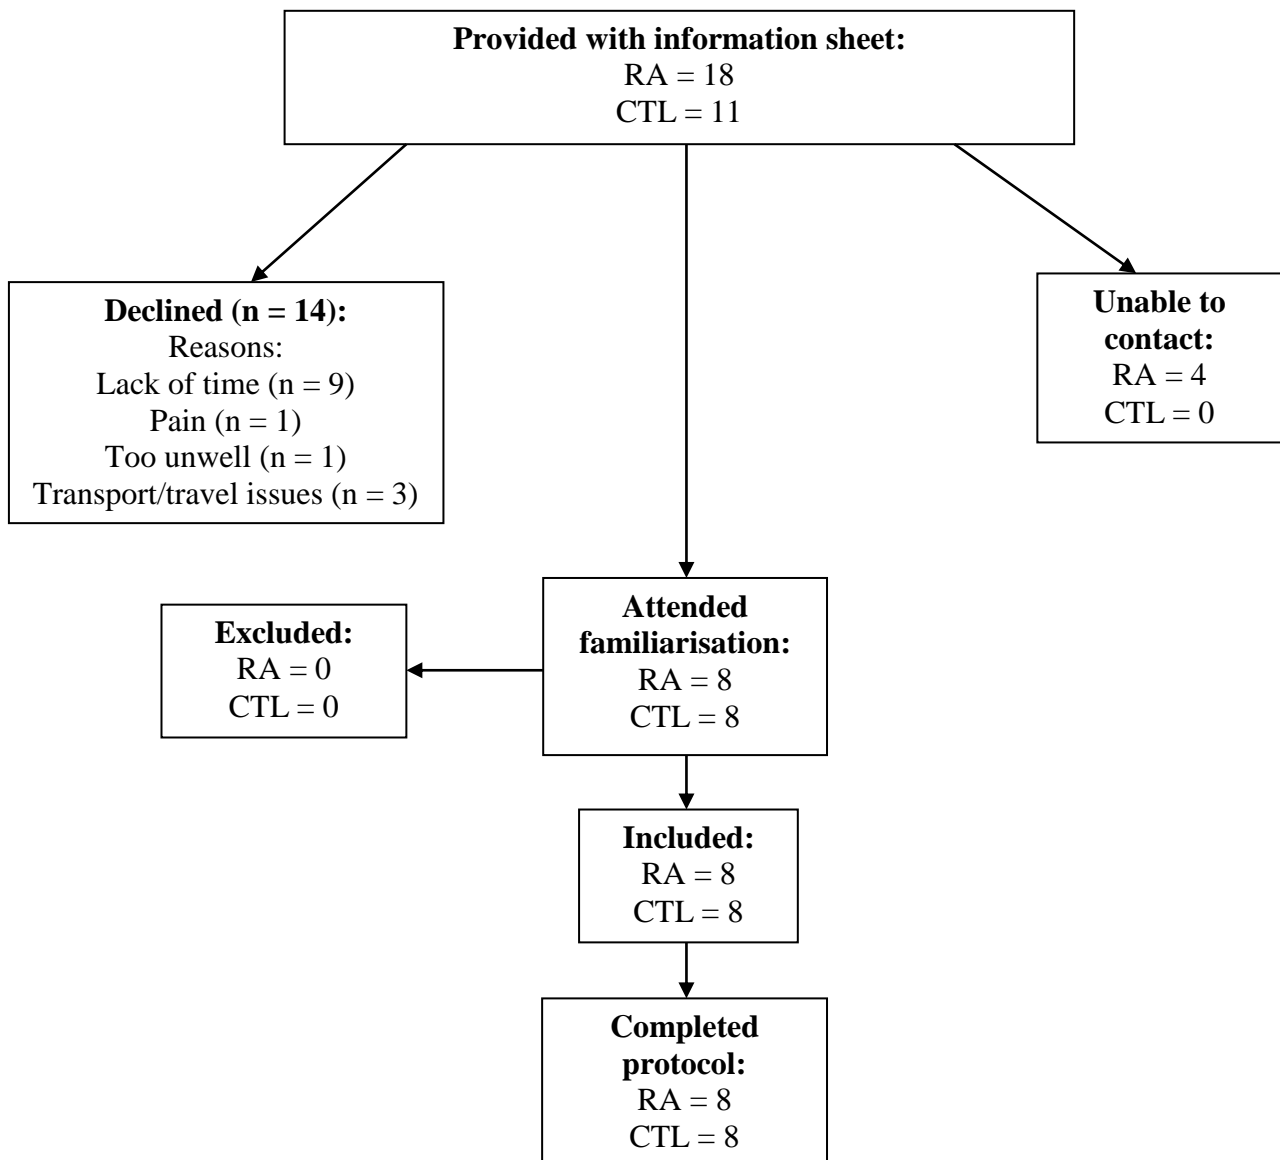 Provided with information sheet:
RA = 18
CTL = 11
Declined (n = 14):
Reasons:
Lack of time (n = 9)
Pain (n = 1)
Too unwell (n = 1)
Transport/travel issues (n = 3)
Unable to
contact:
RA = 4
CTL = 0
Attended
familiarisation:
RA = 8
CTL = 8
Excluded:
RA = 0
CTL = 0
Included:
RA = 8
CTL = 8
Completed
protocol:
RA = 8
CTL = 8